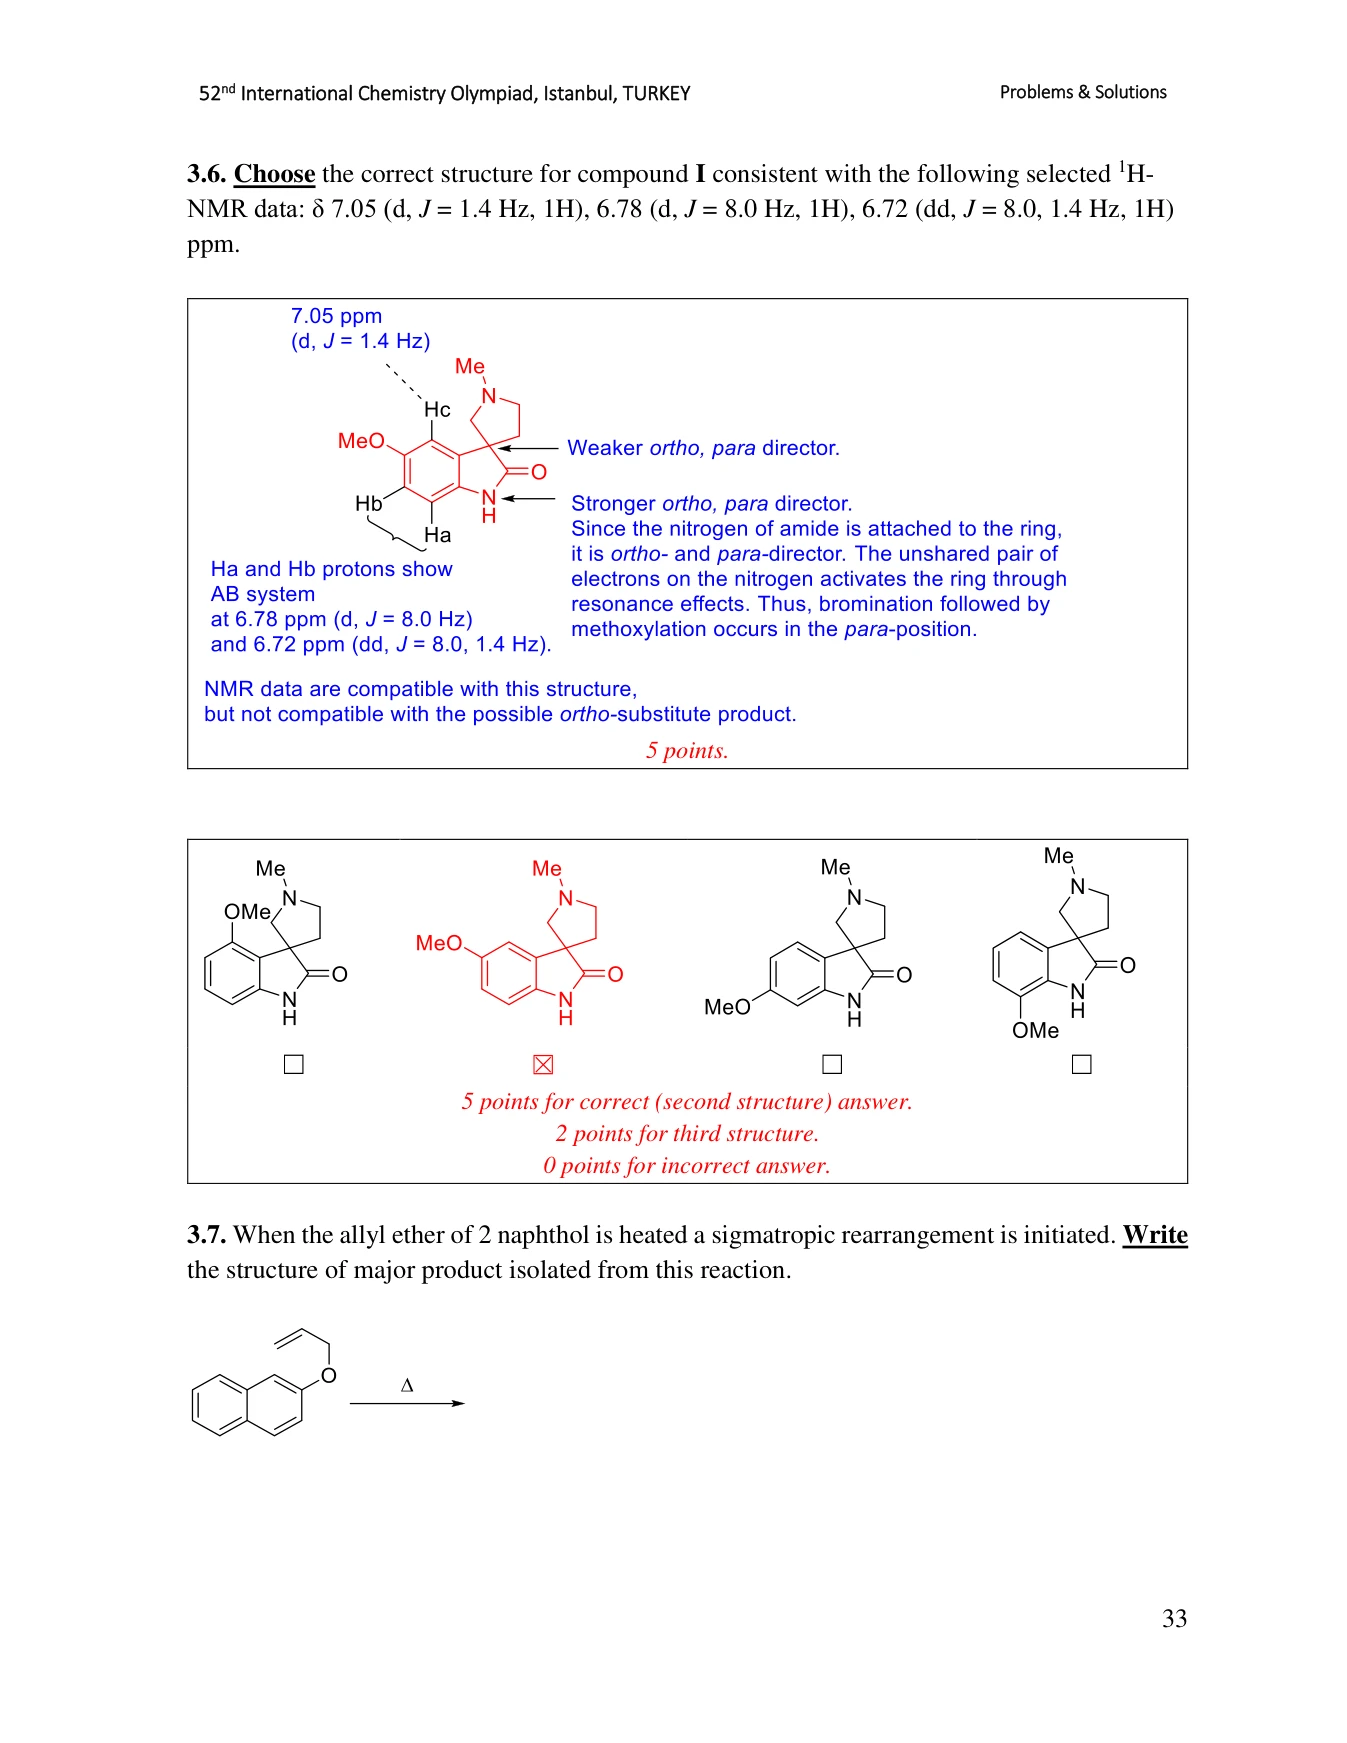 52nd International Chemistry Olympiad, Istanbul, TURKEY Problems & Solutions
3.6. Choose the correct structure for compound I consistent with the following selected 1H-
NMR data: δ 7.05 (d, J = 1.4 Hz, 1H), 6.78 (d, J = 8.0 Hz, 1H), 6.72 (dd, J = 8.0, 1.4 Hz, 1H)
ppm.
7.05 ppm
(d, J = 1.4 Hz)
Me
N
Hc
MeO
Weaker ortho, para director.
O
Hb
N
H
Ha
Stronger ortho, para director.
Since the nitrogen of amide is attached to the ring,
it is ortho- and para-director. The unshared pair of
electrons on the nitrogen activates the ring through
resonance effects. Thus, bromination followed by
methoxylation occurs in the para-position.
Ha and Hb protons show
AB system
at 6.78 ppm (d, J = 8.0 Hz)
and 6.72 ppm (dd, J = 8.0, 1.4 Hz).
NMR data are compatible with this structure,
but not compatible with the possible ortho-substitute product.
5 points.
Me
N
OMe
O
N
H
Me
N
MeO
O
N
H
Me
N
O
MeO
N
H
Me
N
O
N
H
OMe
☐ ☒ ☐ ☐
5 points for correct (second structure) answer.
2 points for third structure.
0 points for incorrect answer.
3.7. When the allyl ether of 2 naphthol is heated a sigmatropic rearrangement is initiated. Write
the structure of major product isolated from this reaction.
O
Δ
33